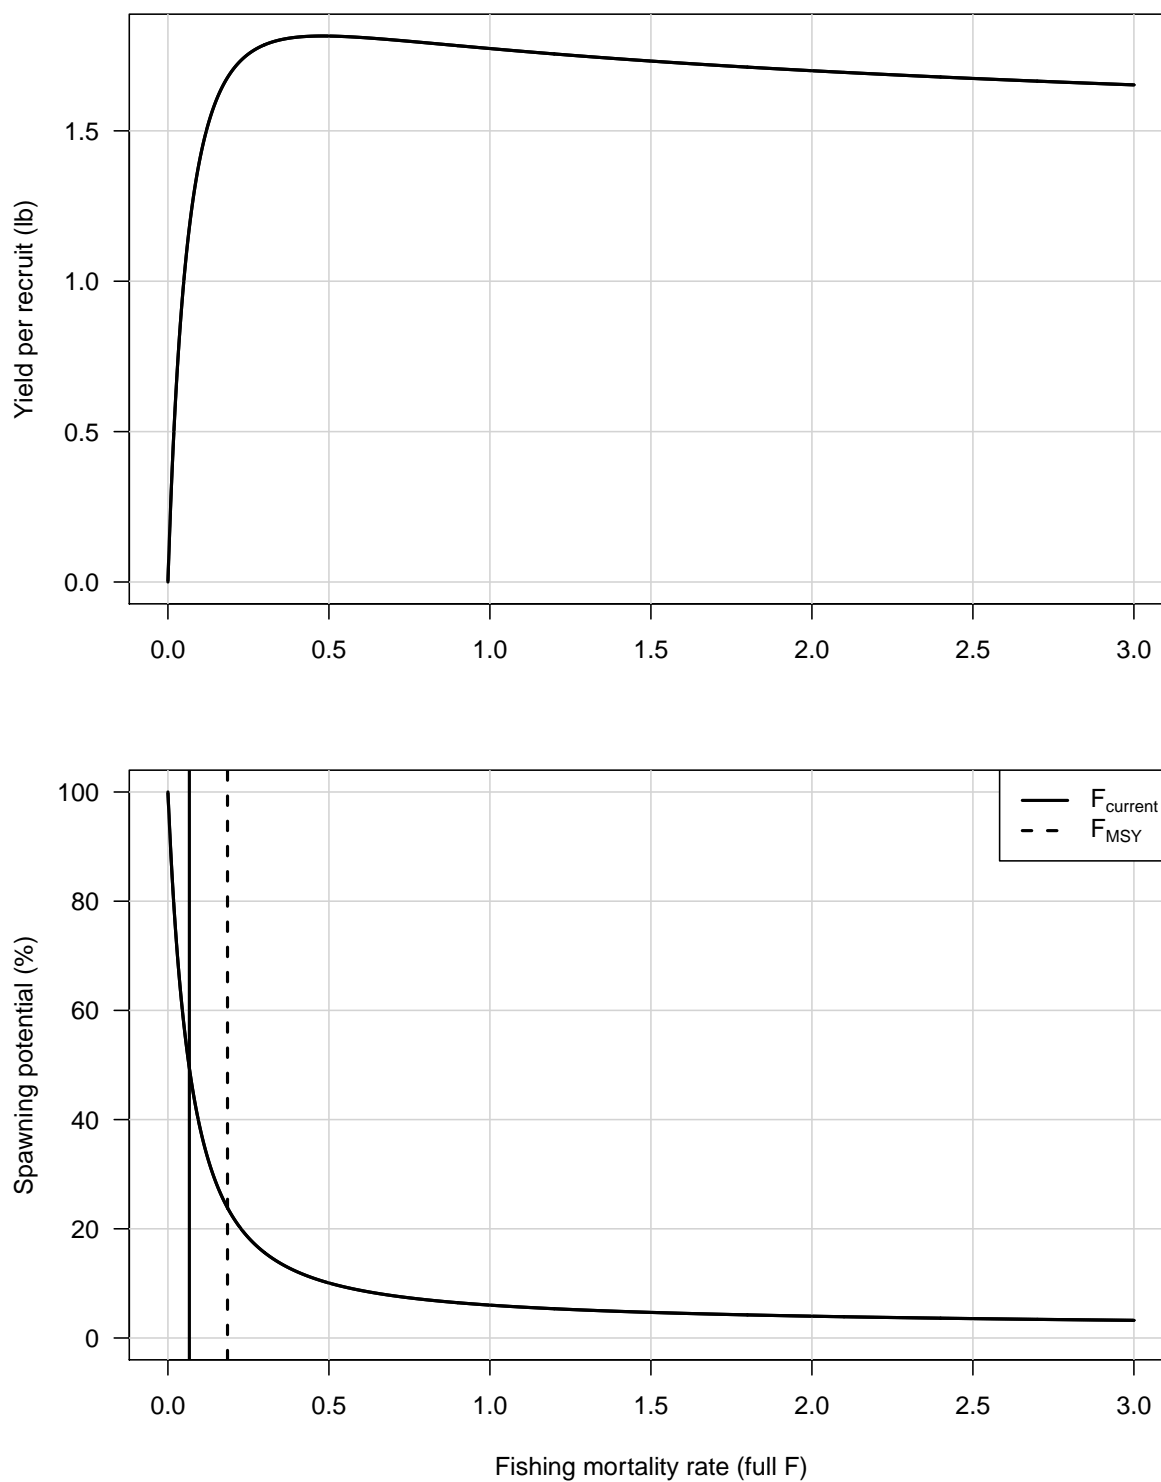 Yield per recruit (lb)
1.5
1.0
0.5
0.0
0.0 0.5 1.0 1.5 2.0 2.5 3.0
Spawning potential (%)
100
80
60
40
20
0
F_current
F_MSY
0.0 0.5 1.0 1.5 2.0 2.5 3.0
Fishing mortality rate (full F)